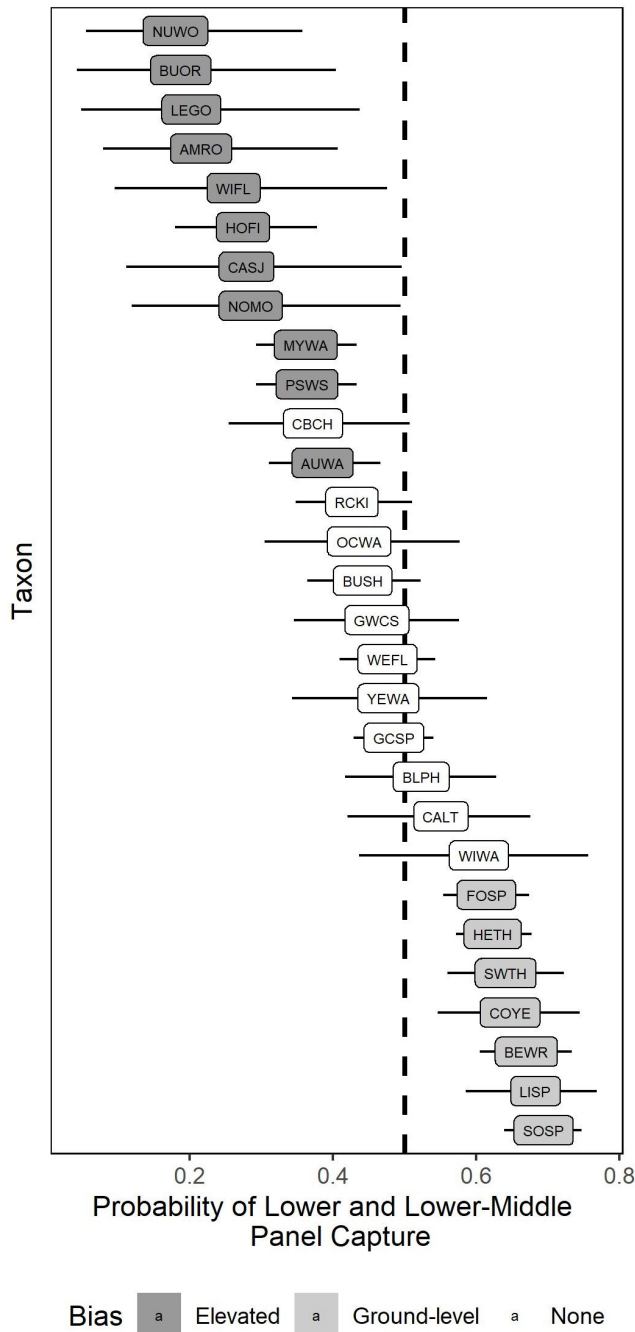 NUWO
BUOR
LEGO
AMRO
WIFL
HOFI
CASJ
NOMO
MYWA
PSWS
CBCH
AUWA
RCKI
OCWA
BUSH
GWCS
WEFL
YEWA
GCSP
BLPH
CALT
WIWA
FOSP
HETH
SWTH
COYE
BEWR
LISP
SOSP
Taxon
0.2 0.4 0.6 0.8
Probability of Lower and Lower-Middle
Panel Capture
Bias a Elevated a Ground-level a None